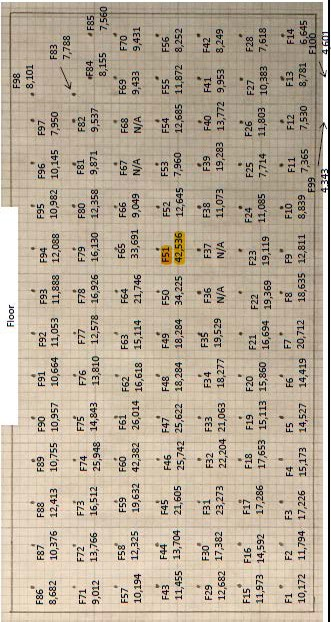 Floor
F98
8,101
F86 F87 F88 F89 F90 F91 F92 F93 F94 F95 F96 F97
8,682 10,376 12,413 10,755 10,957 10,664 11,053 11,888 12,088 10,982 10,145 7,950
F83
7,788
F84 F85
8,155 7,560
F71 F72 F73 F74 F75 F76 F77 F78 F79 F80 F81 F82
9,012 13,766 16,512 25,948 14,843 13,810 12,578 16,926 16,130 12,358 9,871 9,537
F57 F58 F59 F60 F61 F62 F63 F64 F65 F66 F67 F68 F69 F70
10,194 12,325 19,632 42,382 26,014 16,618 15,114 21,746 33,691 9,049 N/A N/A 9,433 9,431
F43 F44 F45 F46 F47 F48 F49 F50 F51 F52 F53 F54 F55 F56
11,455 13,704 21,605 25,742 25,622 18,284 18,284 34,225 42,536 12,645 7,960 12,685 11,872 8,252
F29 F30 F31 F32 F33 F34 F35 F36 F37 F38 F39 F40 F41 F42
12,682 17,382 23,273 22,204 21,063 18,277 19,529 N/A N/A 11,073 19,283 13,772 9,953 8,249
F15 F16 F17 F18 F19 F20 F21 F22 F23 F24 F25 F26 F27 F28
11,973 14,592 17,286 17,653 15,113 15,860 16,694 19,369 19,119 11,085 7,714 11,803 10,383 7,618
F1 F2 F3 F4 F5 F6 F7 F8 F9 F10 F11 F12 F13 F14
10,172 11,794 17,226 15,173 14,527 14,419 20,712 18,635 12,811 8,839 7,365 7,530 8,781 6,645
F99 F100
4,343 4,601